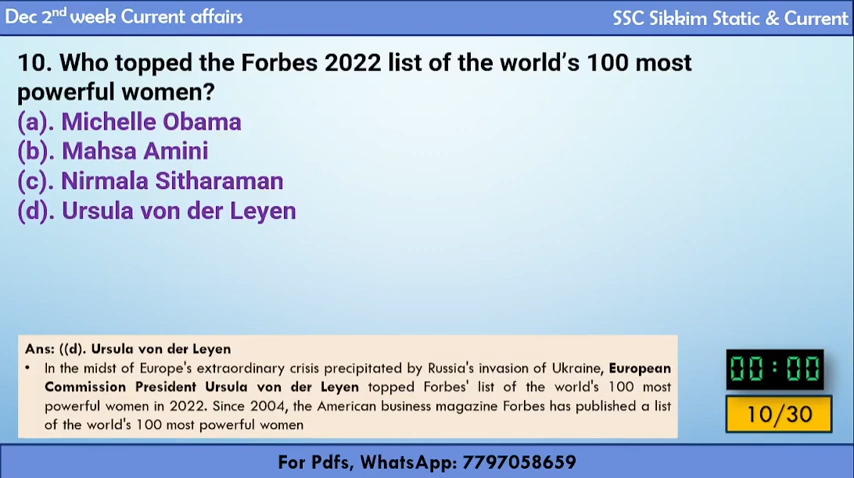 Dec 2nd week Current affairs
SSC Sikkim Static & Current
10. Who topped the Forbes 2022 list of the world's 100 most
powerful women?
(a). Michelle Obama
(b). Mahsa Amini
(c). Nirmala Sitharaman
(d). Ursula von der Leyen
Ans: ((d). Ursula von der Leyen
• In the midst of Europe's extraordinary crisis precipitated by Russia's invasion of Ukraine, European
Commission President Ursula von der Leyen topped Forbes' list of the world's 100 most
powerful women in 2022. Since 2004, the American business magazine Forbes has published a list
of the world's 100 most powerful women
00:00
10/30
For Pdfs, WhatsApp: 7797058659